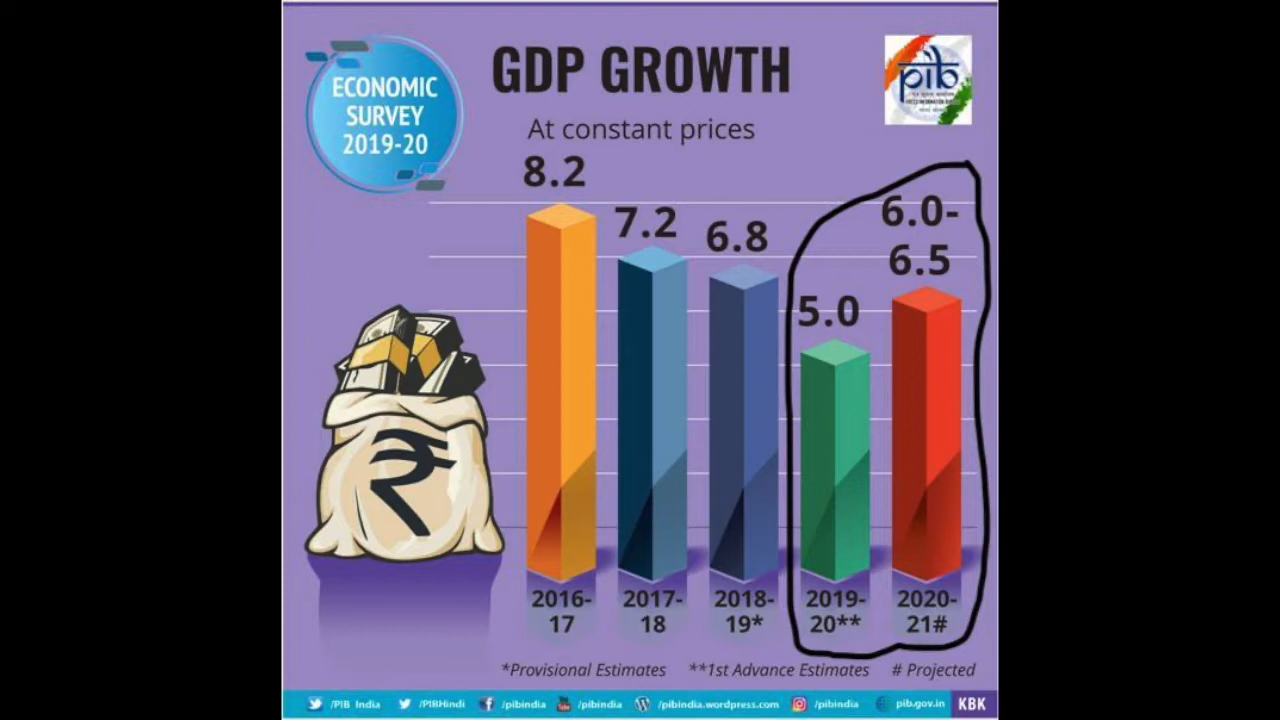 ECONOMIC
SURVEY
2019-20
GDP GROWTH
At constant prices
pib
8.2
7.2
6.8
5.0
6.0-
6.5
₹
2016-
17
2017-
18
2018-
19*
2019-
20**
2020-
21#
*Provisional Estimates
**1st Advance Estimates
# Projected
/PIB India
/PIBHindi
/pibindia
/pibindia
/pibindia.wordpress.com
/pibindia
pib.gov.in
KBK